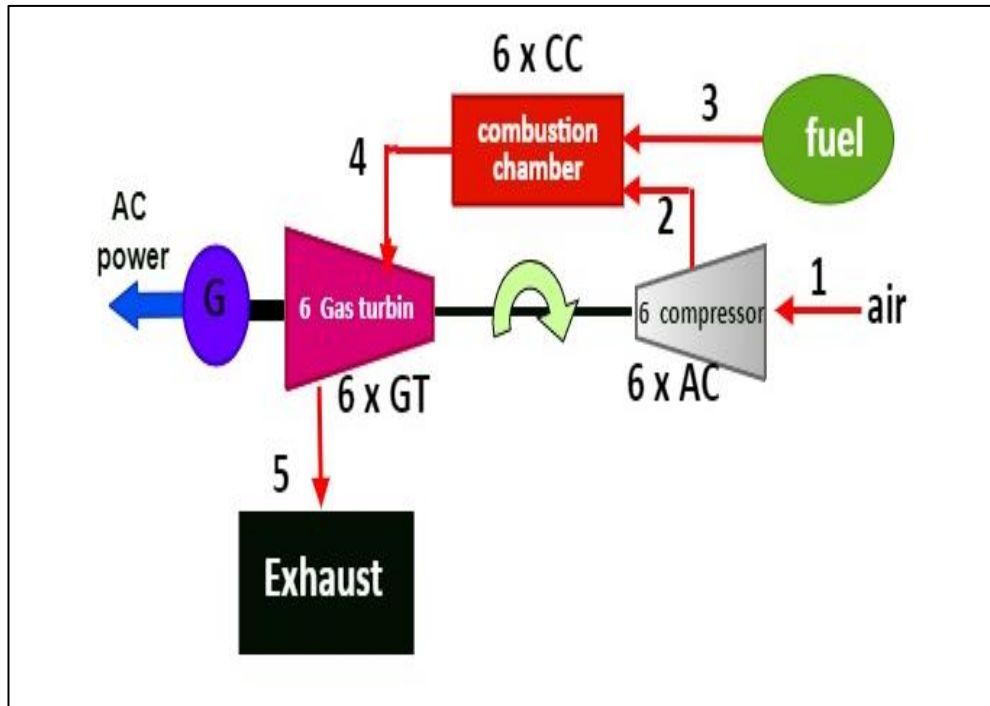 6 x CC
combustion
chamber
3
fuel
4
2
AC
power
G
6 Gas turbin
6 compressor
1
air
6 x GT
6 x AC
5
Exhaust